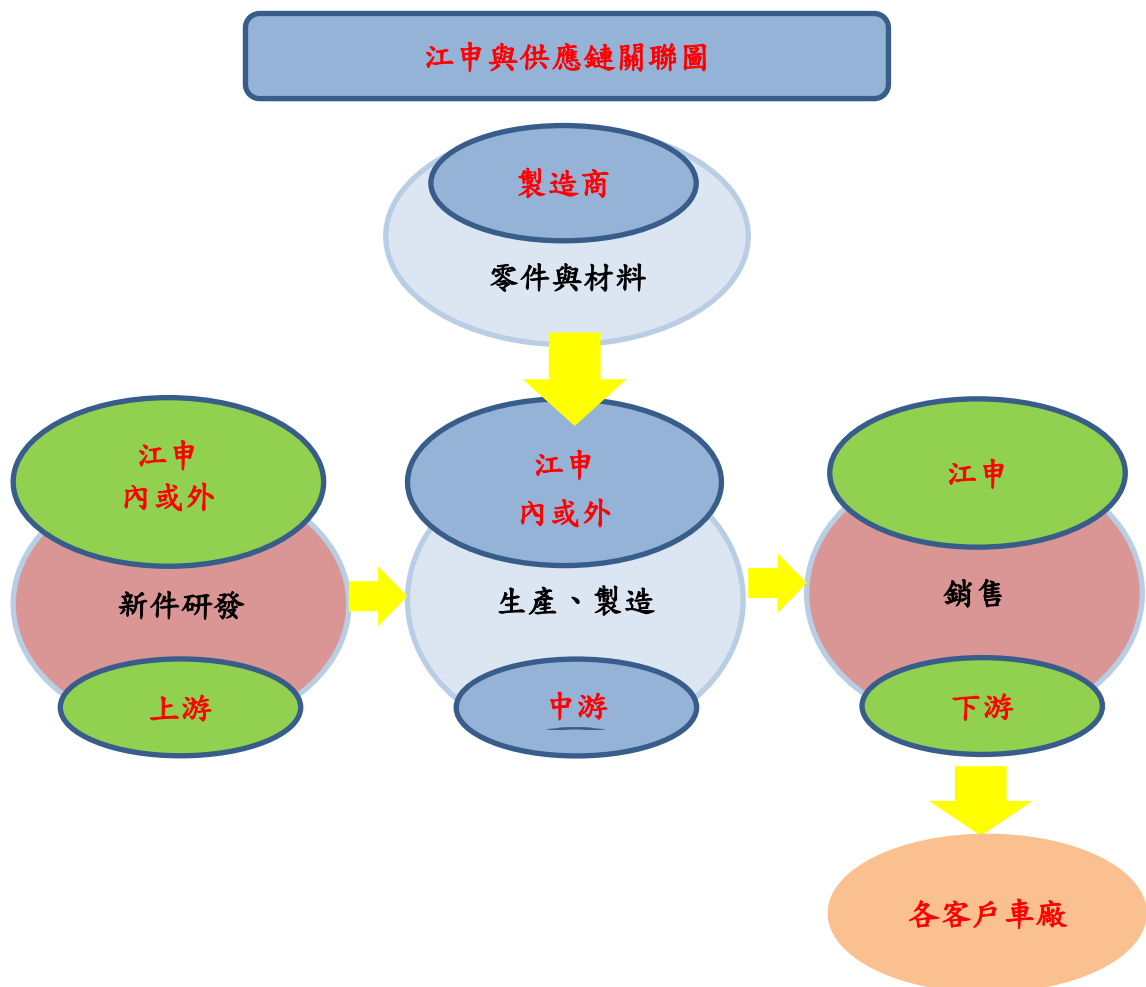 江申與供應鏈關聯圖
製造商
零件與材料
江申
內或外
新件研發
上游
江申
內或外
生產、製造
中游
江申
銷售
下游
各客戶車廠